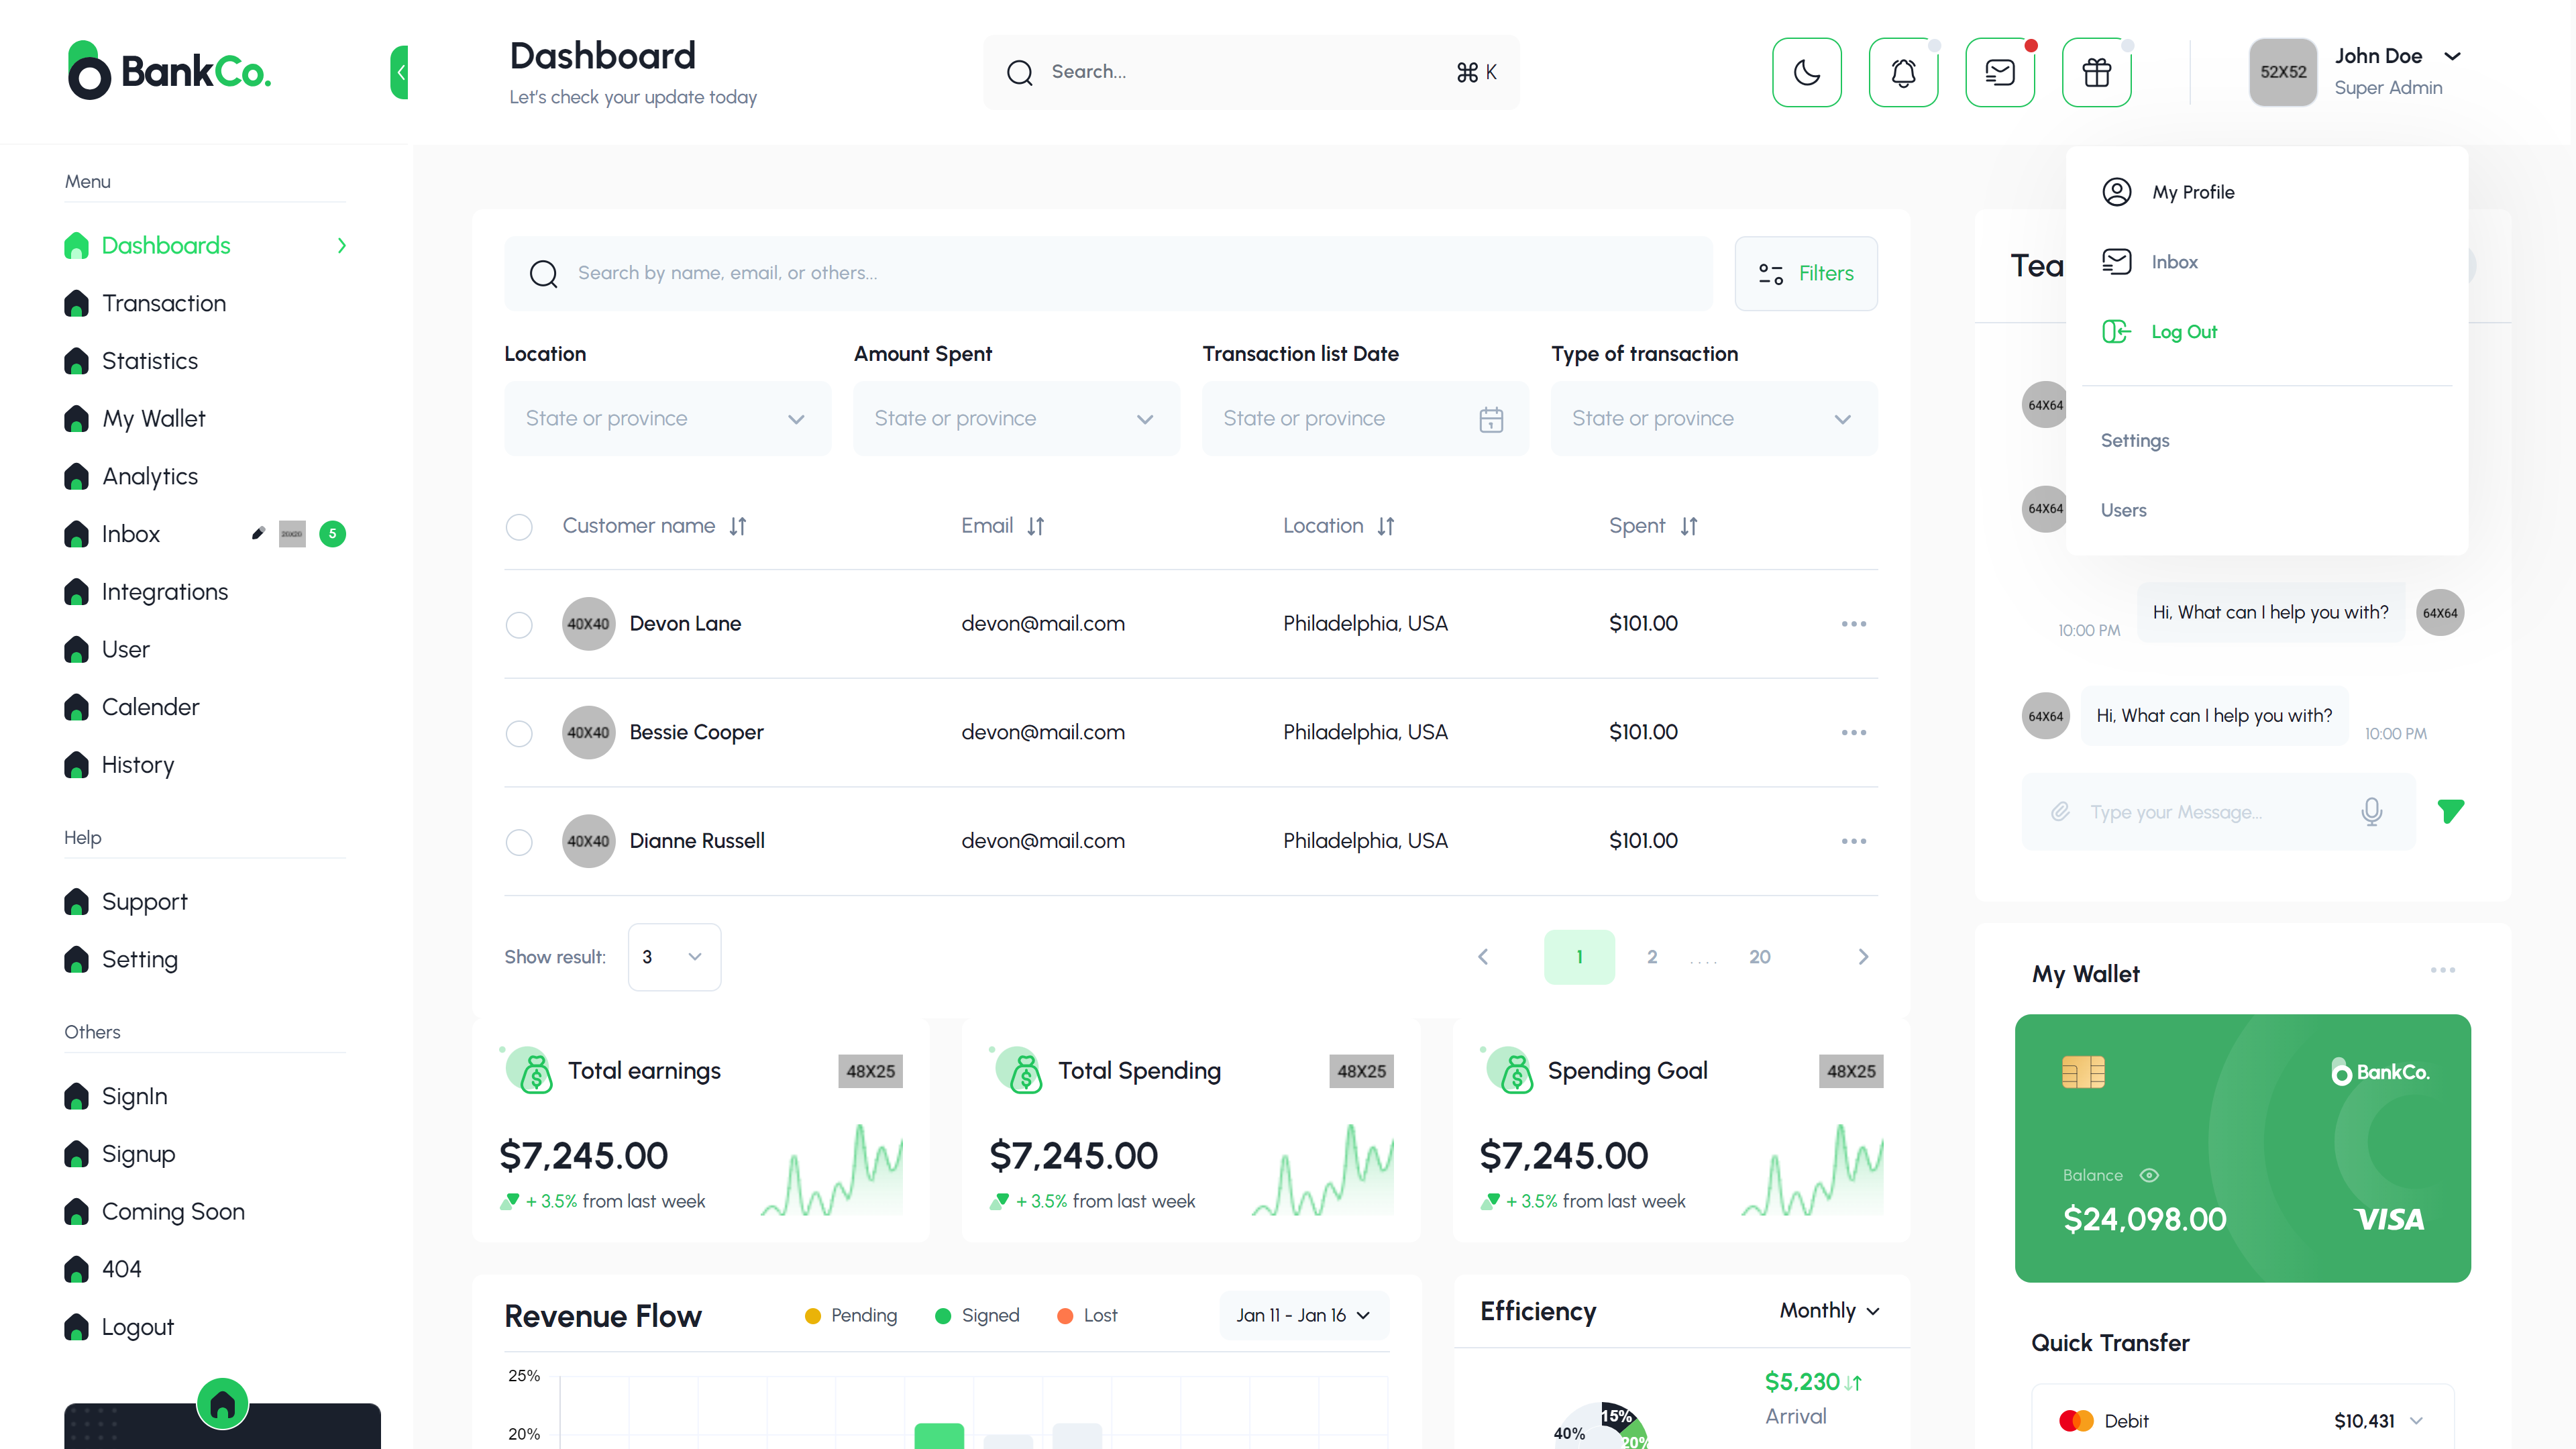 BankCo.
Dashboard
Let's check your update today
Search...
⌘ K
52X52
John Doe
Super Admin
Menu
Dashboards
Transaction
Statistics
My Wallet
Analytics
Inbox
20x20
5
Integrations
User
Calender
History
Help
Support
Setting
Others
SignIn
Signup
Coming Soon
404
Logout
Search by name, email, or others...
Filters
Location
Amount Spent
Transaction list Date
Type of transaction
State or province
State or province
State or province
State or province
Customer name
Email
Location
Spent
40X40 Devon Lane devon@mail.com Philadelphia, USA $101.00
40X40 Bessie Cooper devon@mail.com Philadelphia, USA $101.00
40X40 Dianne Russell devon@mail.com Philadelphia, USA $101.00
Show result: 3
1 2 .... 20
Total earnings
48X25
$7,245.00
+ 3.5% from last week
Total Spending
48X25
$7,245.00
+ 3.5% from last week
Spending Goal
48X25
$7,245.00
+ 3.5% from last week
Revenue Flow
Pending
Signed
Lost
Jan 11 - Jan 16
25%
20%
Efficiency
Monthly
$5,230
Arrival
15%
40%
20%
My Profile
Inbox
Log Out
Settings
Users
Tea
64X64
64X64
10:00 PM
Hi, What can I help you with?
64X64
64X64
Hi, What can I help you with?
10:00 PM
Type your Message...
My Wallet
BankCo.
Balance
$24,098.00
VISA
Quick Transfer
Debit
$10,431